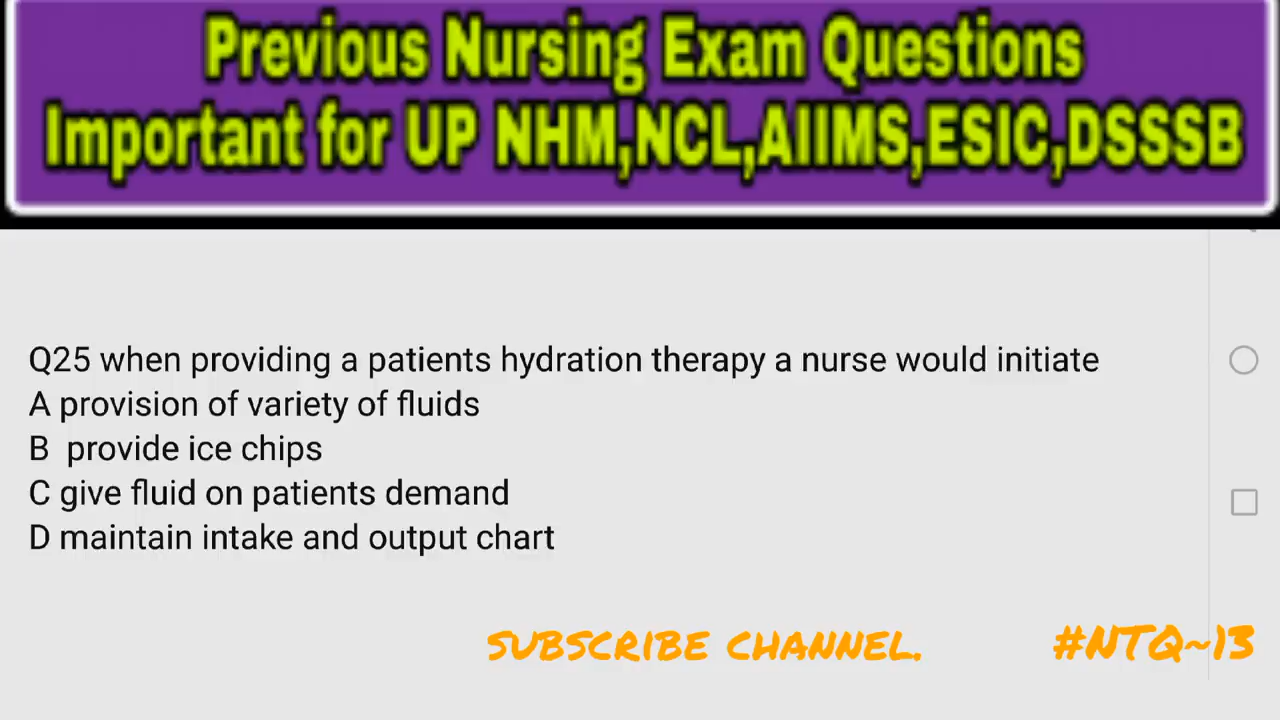 Previous Nursing Exam Questions
Important for UP NHM,NCL,AIIMS,ESIC,DSSSB
Q25 when providing a patients hydration therapy a nurse would initiate
A provision of variety of fluids
B provide ice chips
C give fluid on patients demand
D maintain intake and output chart
SUBSCRIBE CHANNEL. #NTQ~13